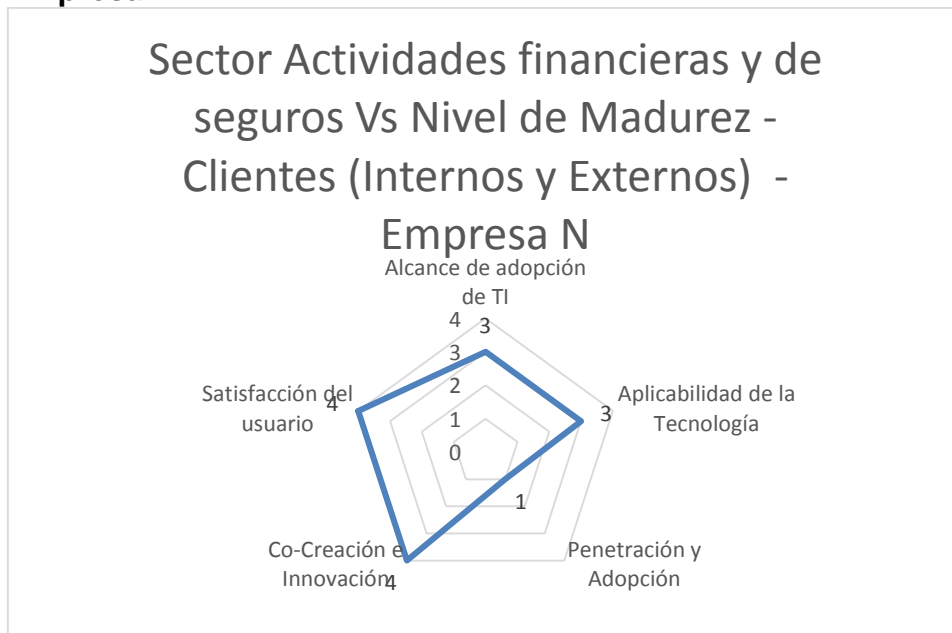 Sector Actividades financieras y de
seguros Vs Nivel de Madurez -
Clientes (Internos y Externos)  -
Empresa N
Alcance de adopción
de TI
4
3
3
2
1
0
Satisfacción del
usuario
4
Aplicabilidad de la
Tecnología
3
1
Co-Creación e
Innovación
4
Penetración y
Adopción